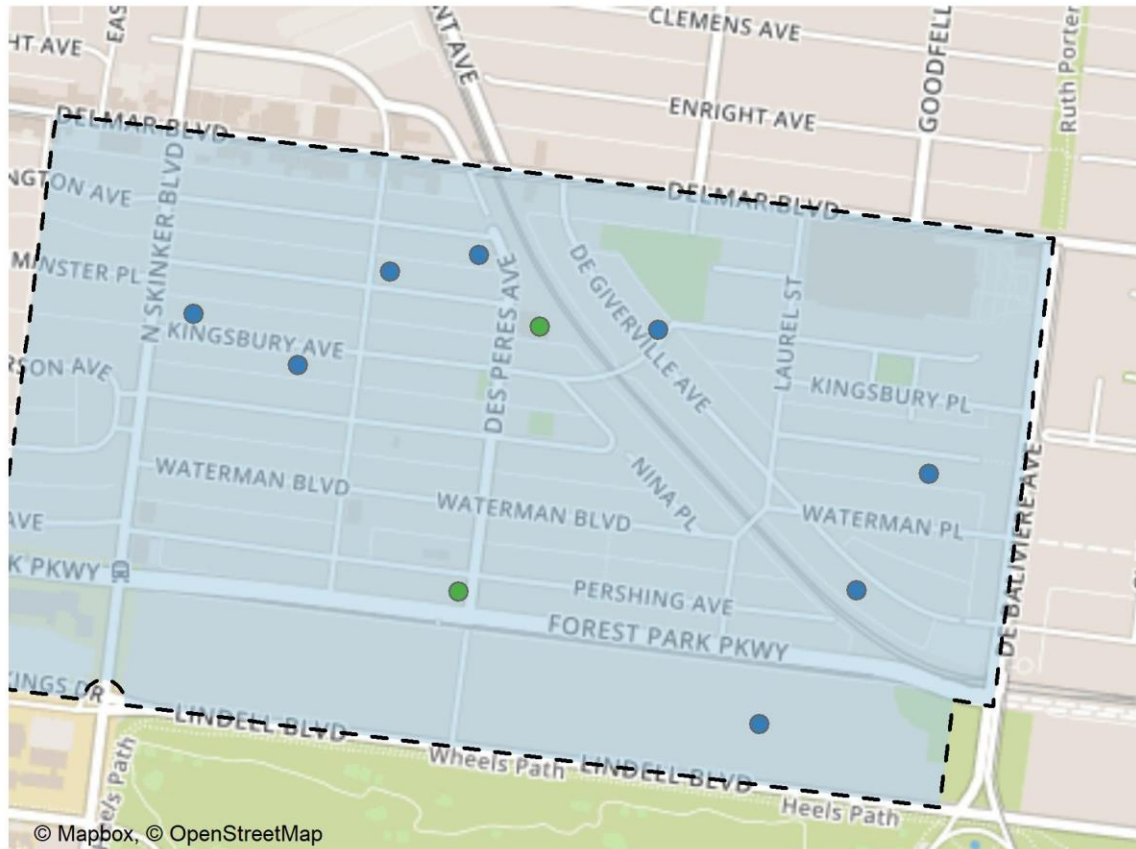 EAS
NT AVE
CLEMENS AVE
GOODFELL
Ruth Porter
HT AVE
ENRIGHT AVE
DELMAR BLVD
N SKINKER BLVD
NGTON AVE
DELMAR BLVD
MINSTER PL
DES PERES AVE
DE GIVERVILLE AVE
LAUREL ST
KINGSBURY AVE
RSON AVE
KINGSBURY PL
WATERMAN BLVD
NINA PL
WATERMAN BLVD
WATERMAN PL
AVE
DE BALIVIERE AVE
K PKWY
PERSHING AVE
FOREST PARK PKWY
KINGS DR
LINDELL BLVD
Wheels Path
LINDELL BLVD
Heels Path
els Path
© Mapbox, © OpenStreetMap